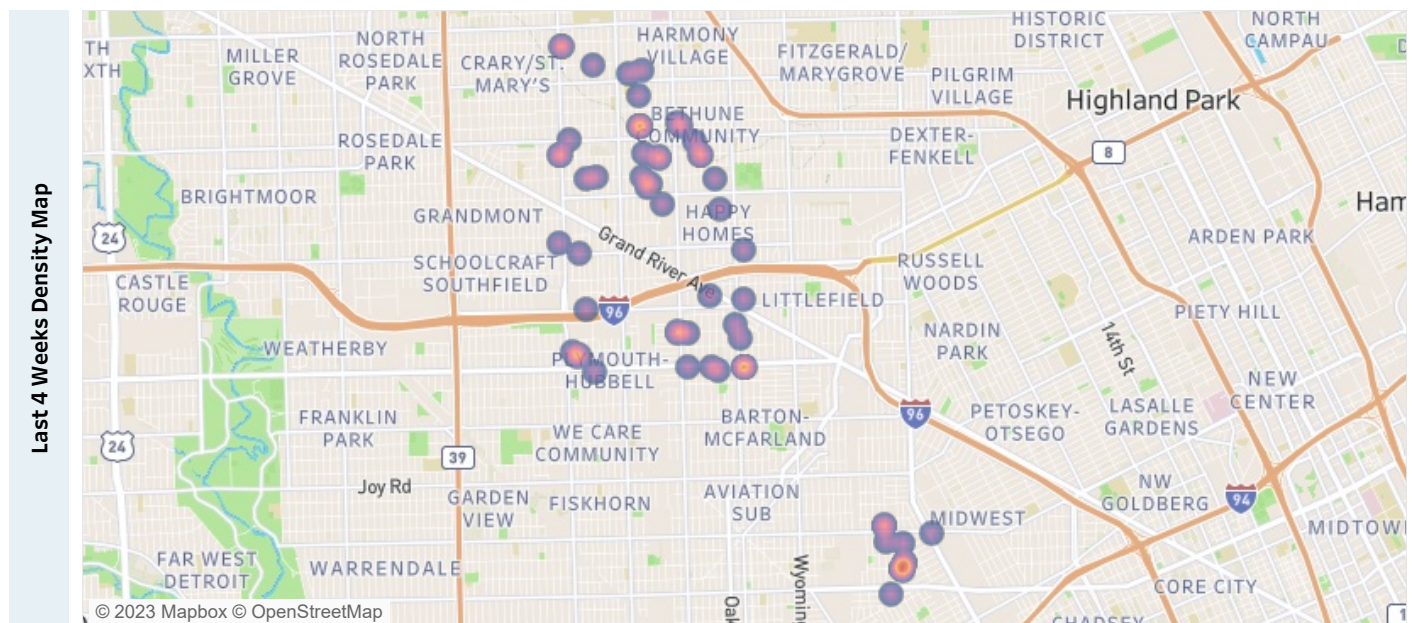 Last 4 Weeks Density Map
HISTORIC
DISTRICT
NORTH
CAMPAU
NORTH
ROSEDALE
PARK
HARMONY
VILLAGE
TH
XTH
MILLER
GROVE
CRARY/ST
MARY'S
FITZGERALD/
MARYGROVE
PILGRIM
VILLAGE
Highland Park
BETHUNE
COMMUNITY
ROSEDALE
PARK
DEXTER-
FENKELL
8
BRIGHTMOOR
Ham
GRANDMONT
HAPPY
HOMES
24
Grand River Ave
ARDEN PARK
SCHOOLCRAFT
SOUTHFIELD
RUSSELL
WOODS
CASTLE
ROUGE
LITTLEFIELD
96
PIETY HILL
14th St
NARDIN
PARK
WEATHERBY
PLYMOUTH-
HUBBELL
NEW
CENTER
96
PETOSKEY-
OTSEGO
LASALLE
GARDENS
FRANKLIN
PARK
BARTON-
MCFARLAND
WE CARE
COMMUNITY
24
39
Joy Rd
GARDEN
VIEW
FISKHORN
AVIATION
SUB
NW
GOLDBERG
94
MIDWEST
MIDTOW
FAR WEST
DETROIT
WARRENDALE
Wyomin
Oak
CORE CITY
CHADSEY
1
© 2023 Mapbox © OpenStreetMap